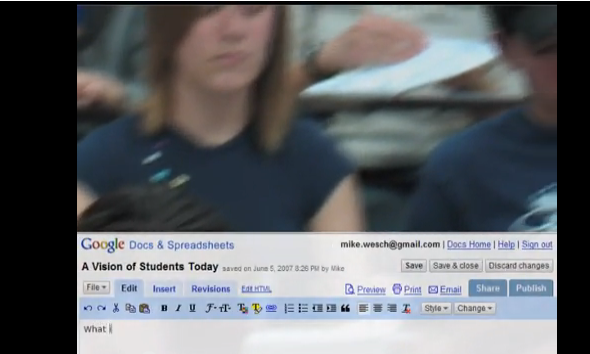 Google Docs & Spreadsheets
mike.wesch@gmail.com | Docs Home | Help | Sign out
A Vision of Students Today saved on June 5, 2007 8:20 PM by Mike
Save Save & close Discard changes
File Edit Insert Revisions Edit HTML Preview Print Email Share Publish
B I U Style Change
What i